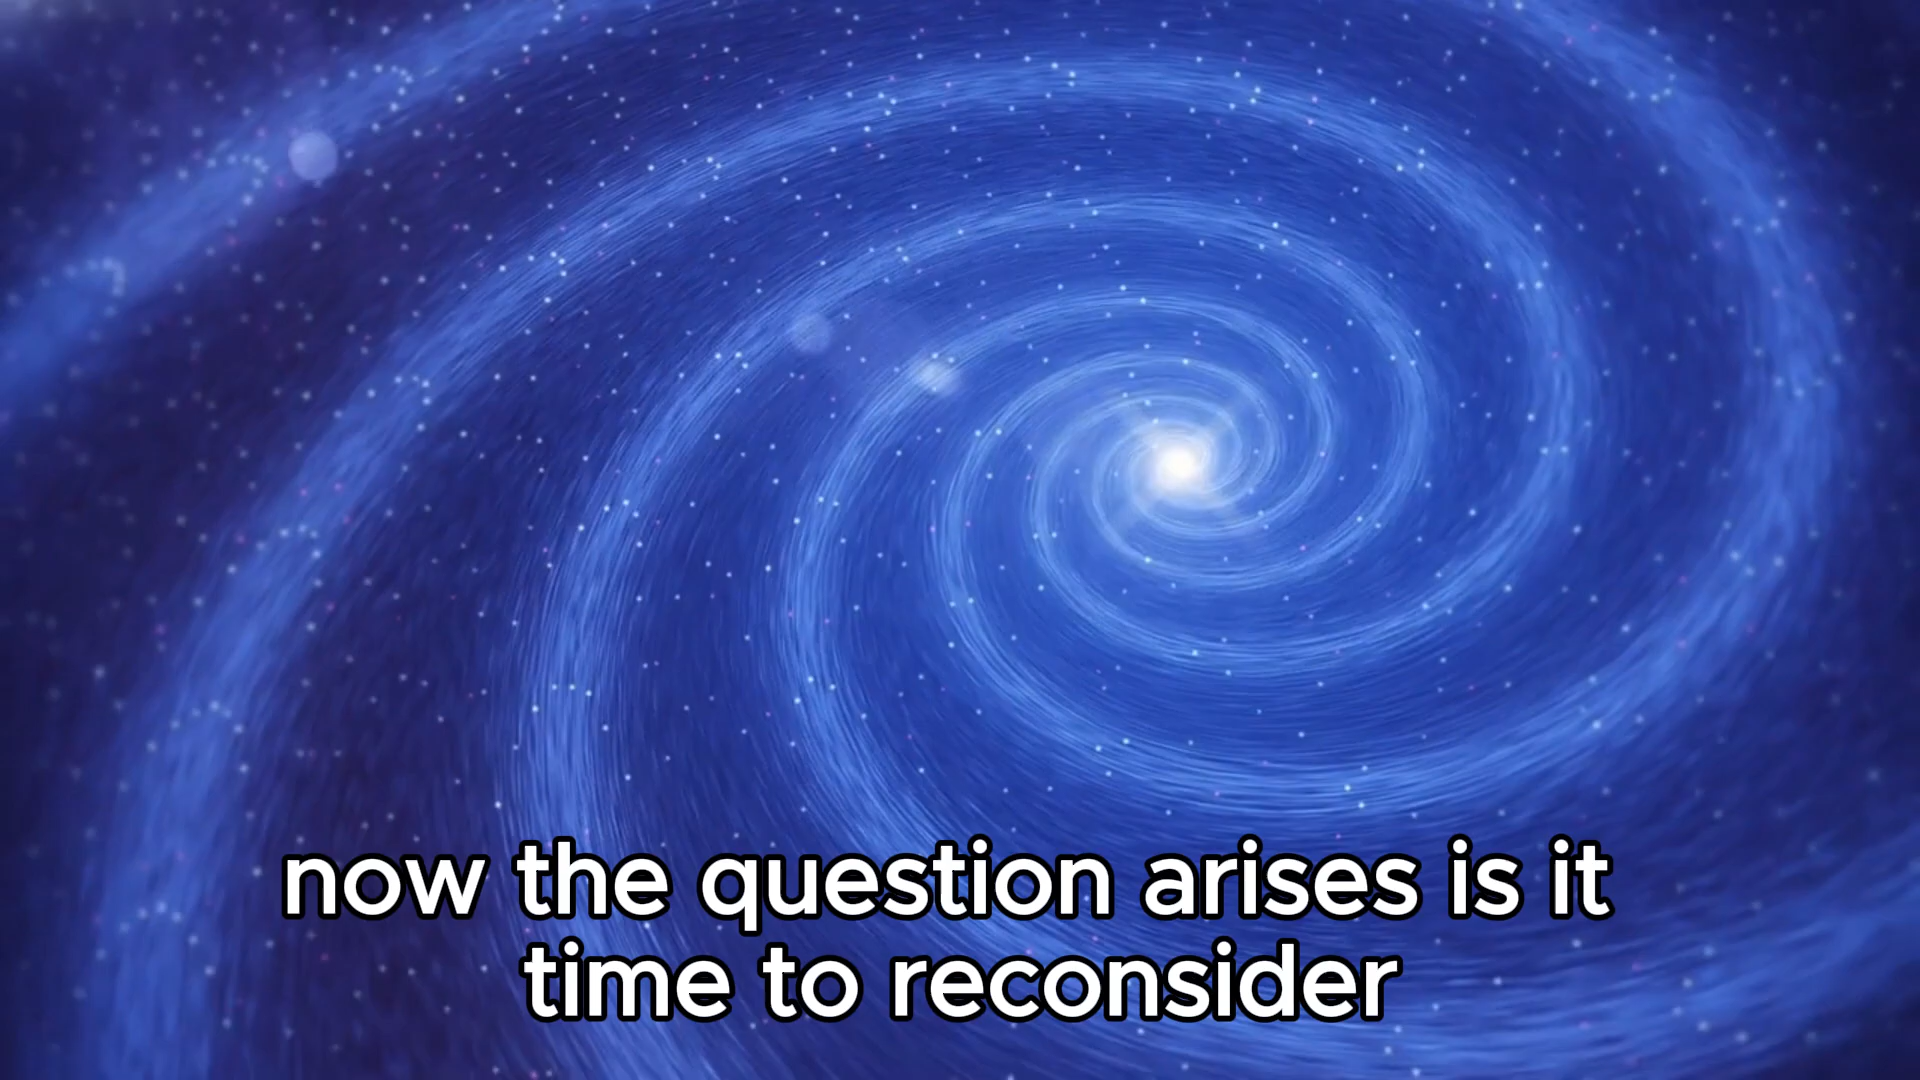 now the question arises is it
time to reconsider